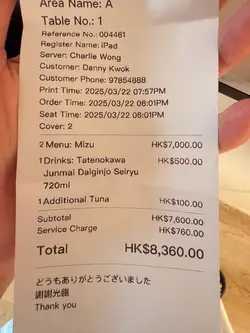 Area Name: A
Table No.: 1
Reference No.: 004461
Register Name: iPad
Server: Charlie Wong
Customer: Danny Kwok
Customer Phone: 97854888
Print Time: 2025/03/22 07:57PM
Order Time: 2025/03/22 06:01PM
Seat Time: 2025/03/22 06:01PM
Cover: 2
2 Menu: Mizu HK$7,000.00
1 Drinks: Tatenokawa HK$500.00
Junmai Daiginjo Seiryu
720ml
1 Additional Tuna HK$100.00
Subtotal HK$7,600.00
Service Charge HK$760.00
Total HK$8,360.00
どうもありがとうございました
謝謝光臨
Thank you